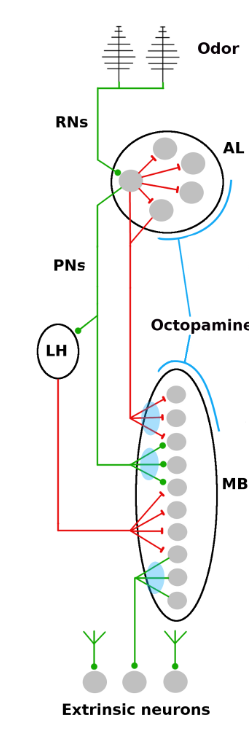 Odor
RNs
AL
PNs
Octopamine
LH
MB
Extrinsic neurons